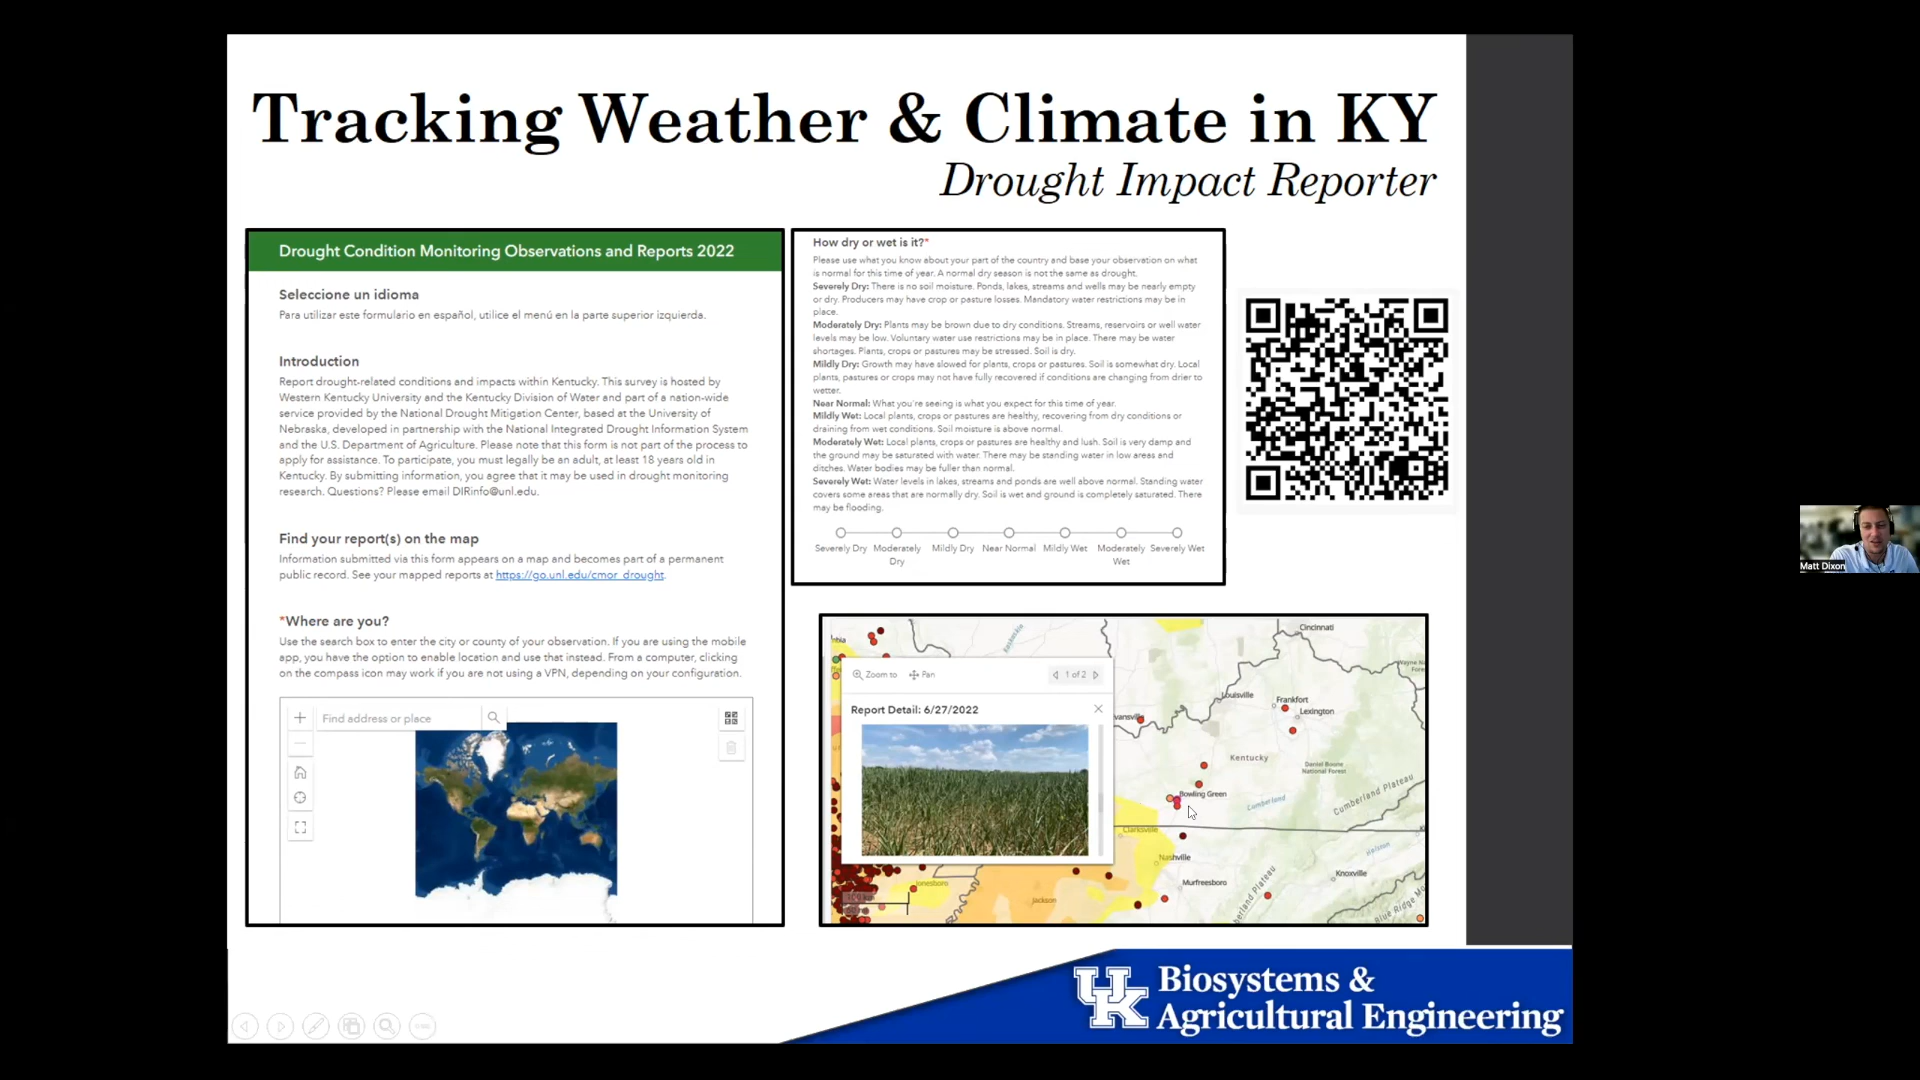 Tracking Weather & Climate in KY
Drought Impact Reporter
Drought Condition Monitoring Observations and Reports 2022
Seleccione un idioma
Para utilizar este formulario en español, utilice el menú en la parte superior izquierda.
Introduction
Report drought-related conditions and impacts within Kentucky. This survey is hosted by
Western Kentucky University and the Kentucky Division of Water and part of a nation-wide
service provided by the National Drought Mitigation Center, based at the University of
Nebraska, developed in partnership with the National Integrated Drought Information System
and the U.S. Department of Agriculture. Please note that this form is not part of the process to
apply for assistance. To participate, you must legally be an adult, at least 18 years old in
Kentucky. By submitting information, you agree that it may be used in drought monitoring
research. Questions? Please email DIRinfo@unl.edu.
Find your report(s) on the map
Information submitted via this form appears on a map and becomes part of a permanent
public record. See your mapped reports at https://go.unl.edu/cmor_drought.
*Where are you?
Use the search box to enter the city or county of your observation. If you are using the mobile
app, you have the option to enable location and use that instead. From a computer, clicking
on the compass icon may work if you are not using a VPN, depending on your configuration.
Find address or place
How dry or wet is it?*
Please use what you know about your part of the country and base your observation on what
is normal for this time of year. A normal dry season is not the same as drought.
Severely Dry: There is no soil moisture. Ponds, lakes, streams and wells may be nearly empty
or dry. Producers may have crop or pasture losses. Mandatory water restrictions may be in
place.
Moderately Dry: Plants may be brown due to dry conditions. Streams, reservoirs or well water
levels may be low. Voluntary water use restrictions may be in place. There may be water
shortages. Plants, crops or pastures may be stressed. Soil is dry.
Mildly Dry: Growth may have slowed for plants, crops or pastures. Soil is somewhat dry. Local
plants, pastures or crops may not have fully recovered if conditions are changing from drier to
wetter.
Near Normal: What you're seeing is what you expect for this time of year.
Mildly Wet: Local plants, crops or pastures are healthy, recovering from dry conditions or
draining from wet conditions. Soil moisture is above normal.
Moderately Wet: Local plants, crops or pastures are healthy and lush. Soil is very damp and
the ground may be saturated with water. There may be standing water in low areas and
ditches. Water bodies may be fuller than normal.
Severely Wet: Water levels in lakes, streams and ponds are well above normal. Standing water
covers some areas that are normally dry. Soil is wet and ground is completely saturated. There
may be flooding.
Severely Dry Moderately Dry Mildly Dry Near Normal Mildly Wet Moderately Wet Severely Wet
Zoom to Pan 1 of 2
Report Detail: 6/27/2022
Kaskaskia
Cincinnati
Louisville
Frankfort
Lexington
vansville
Kentucky
Daniel Boone
National Forest
Bowling Green
Cumberland
Cumberland Plateau
Clarksville
Nashville
Holston
Knoxville
Murfreesboro
berland Plateau
Jonesboro
Jackson
Blue Ridge Mo
Matt Dixon
UK
Biosystems &
Agricultural Engineering